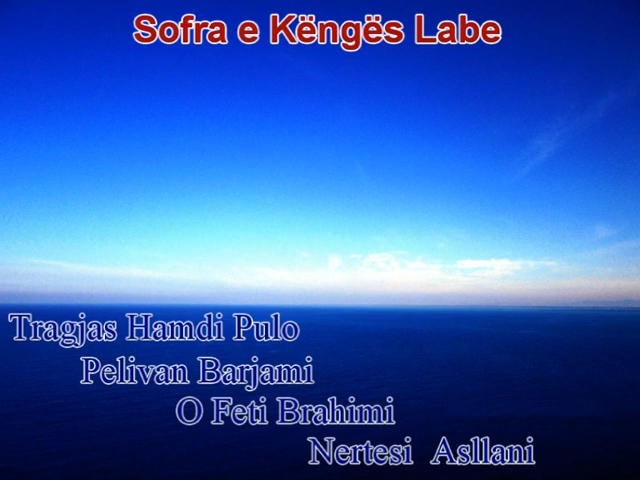 Sofra e Këngës Labe
Tragjas Hamdi Pulo
Pelivan Barjami
O Feti Brahimi
Nertesi Asllani